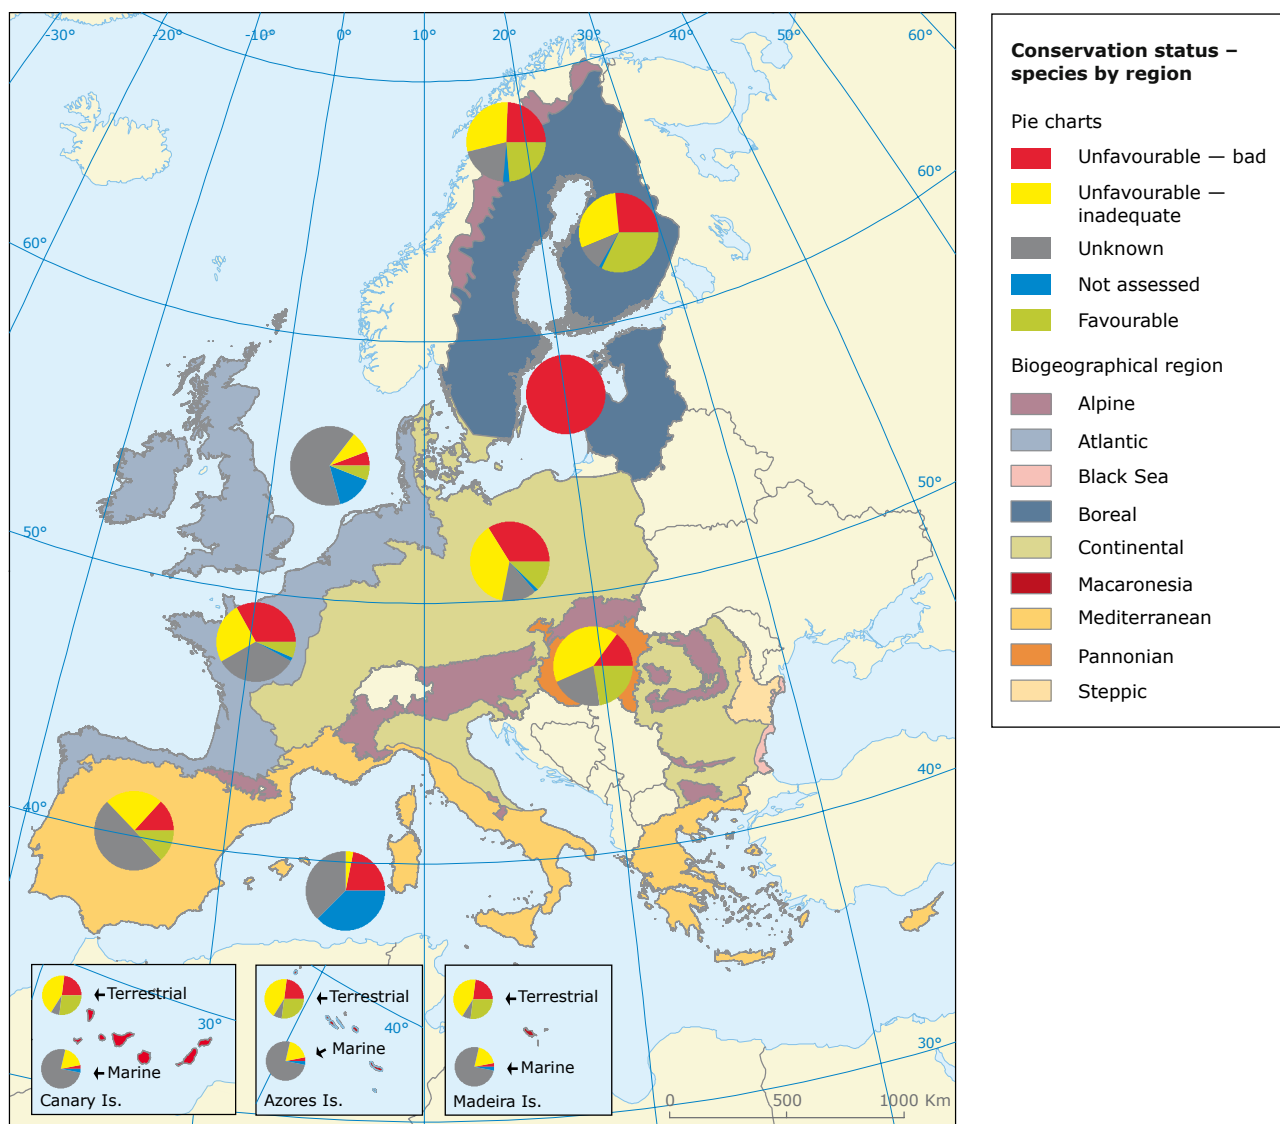 -30°
-20°
-10°
0°
10°
20°
30°
40°
50°
60°
60°
60°
50°
50°
40°
40°
30°
Terrestrial
30°
Marine
Canary Is.
Terrestrial
40°
Marine
Azores Is.
Terrestrial
Marine
Madeira Is.
0 500 1000 Km
Conservation status –
species by region
Pie charts
Unfavourable — bad
Unfavourable —
inadequate
Unknown
Not assessed
Favourable
Biogeographical region
Alpine
Atlantic
Black Sea
Boreal
Continental
Macaronesia
Mediterranean
Pannonian
Steppic